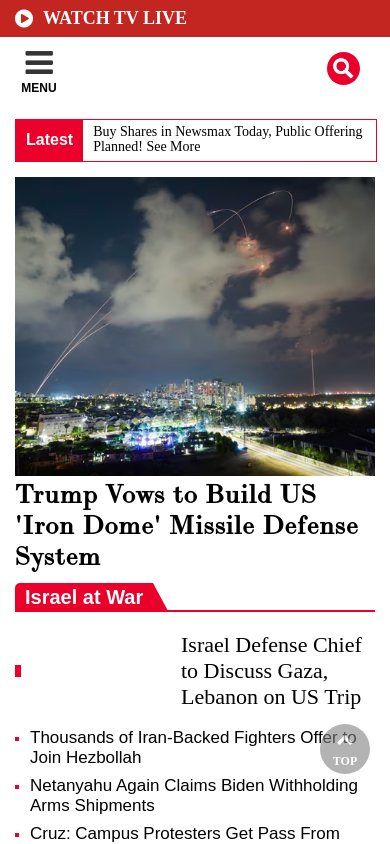 WATCH TV LIVE
MENU
Latest
Buy Shares in Newsmax Today, Public Offering
Planned! See More
Trump Vows to Build US
'Iron Dome' Missile Defense
System
Israel at War
Israel Defense Chief
to Discuss Gaza,
Lebanon on US Trip
Thousands of Iran-Backed Fighters Offer to
Join Hezbollah
Netanyahu Again Claims Biden Withholding
Arms Shipments
Cruz: Campus Protesters Get Pass From
TOP